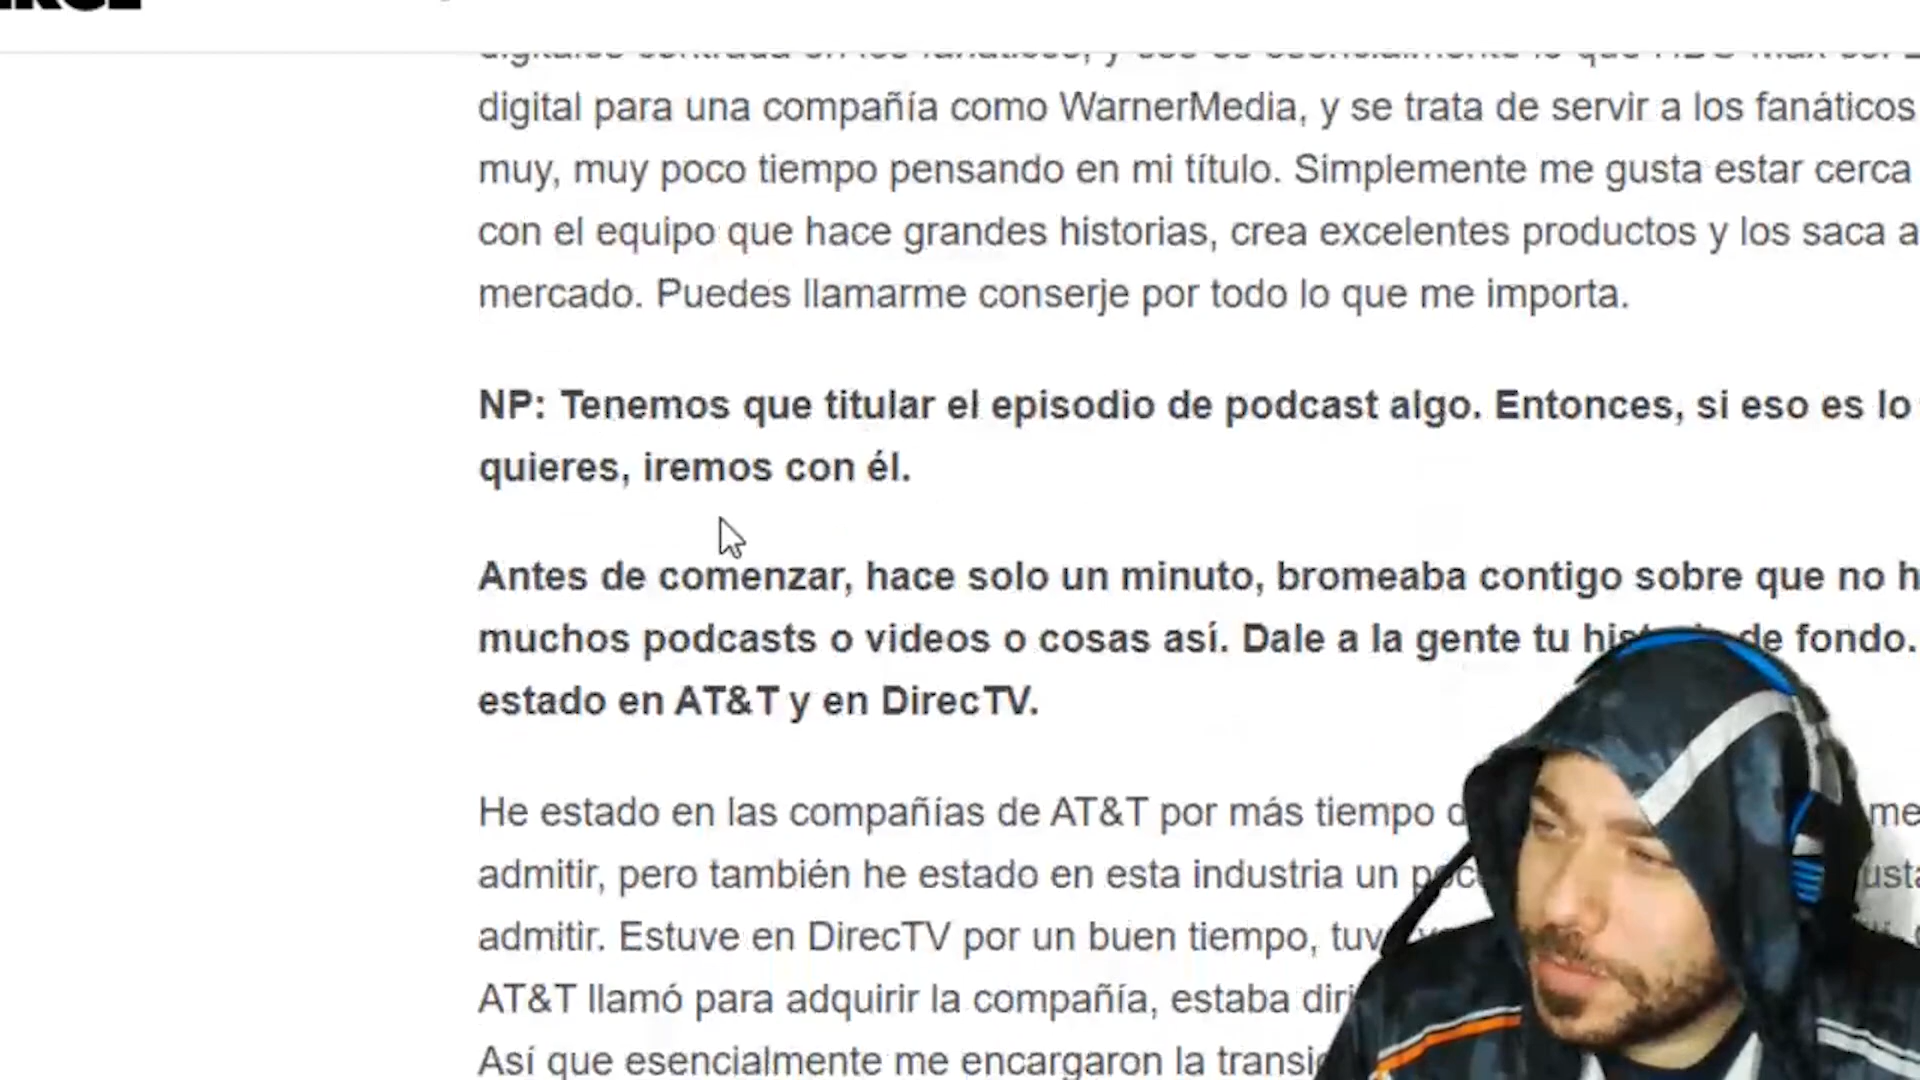 digital para una compañía como WarnerMedia, y se trata de servir a los fanáticos
muy, muy poco tiempo pensando en mi título. Simplemente me gusta estar cerca
con el equipo que hace grandes historias, crea excelentes productos y los saca a
mercado. Puedes llamarme conserje por todo lo que me importa.
NP: Tenemos que titular el episodio de podcast algo. Entonces, si eso es lo
quieres, iremos con él.
Antes de comenzar, hace solo un minuto, bromeaba contigo sobre que no
muchos podcasts o videos o cosas así. Dale a la gente tu de fondo.
estado en AT&T y en DirecTV.
He estado en las compañías de AT&T por más tiempo
admitir, pero también he estado en esta industria un
admitir. Estuve en DirecTV por un buen tiempo,
AT&T llamó para adquirir la compañía, estaba
Así que esencialmente me encargaron la